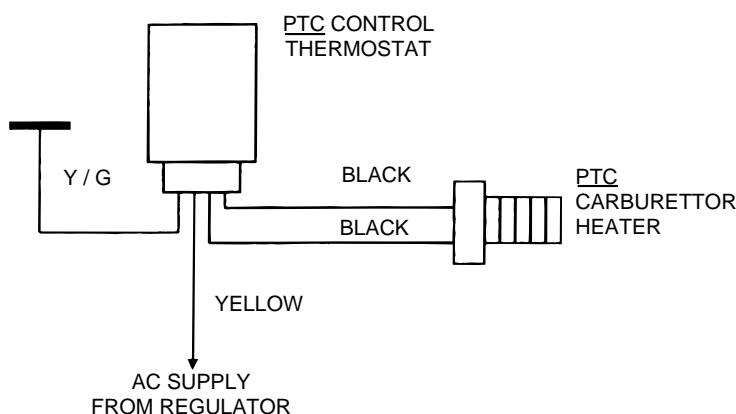 PTC CONTROL
THERMOSTAT
Y / G
BLACK
PTC
CARBURETTOR
HEATER
BLACK
YELLOW
AC SUPPLY
FROM REGULATOR